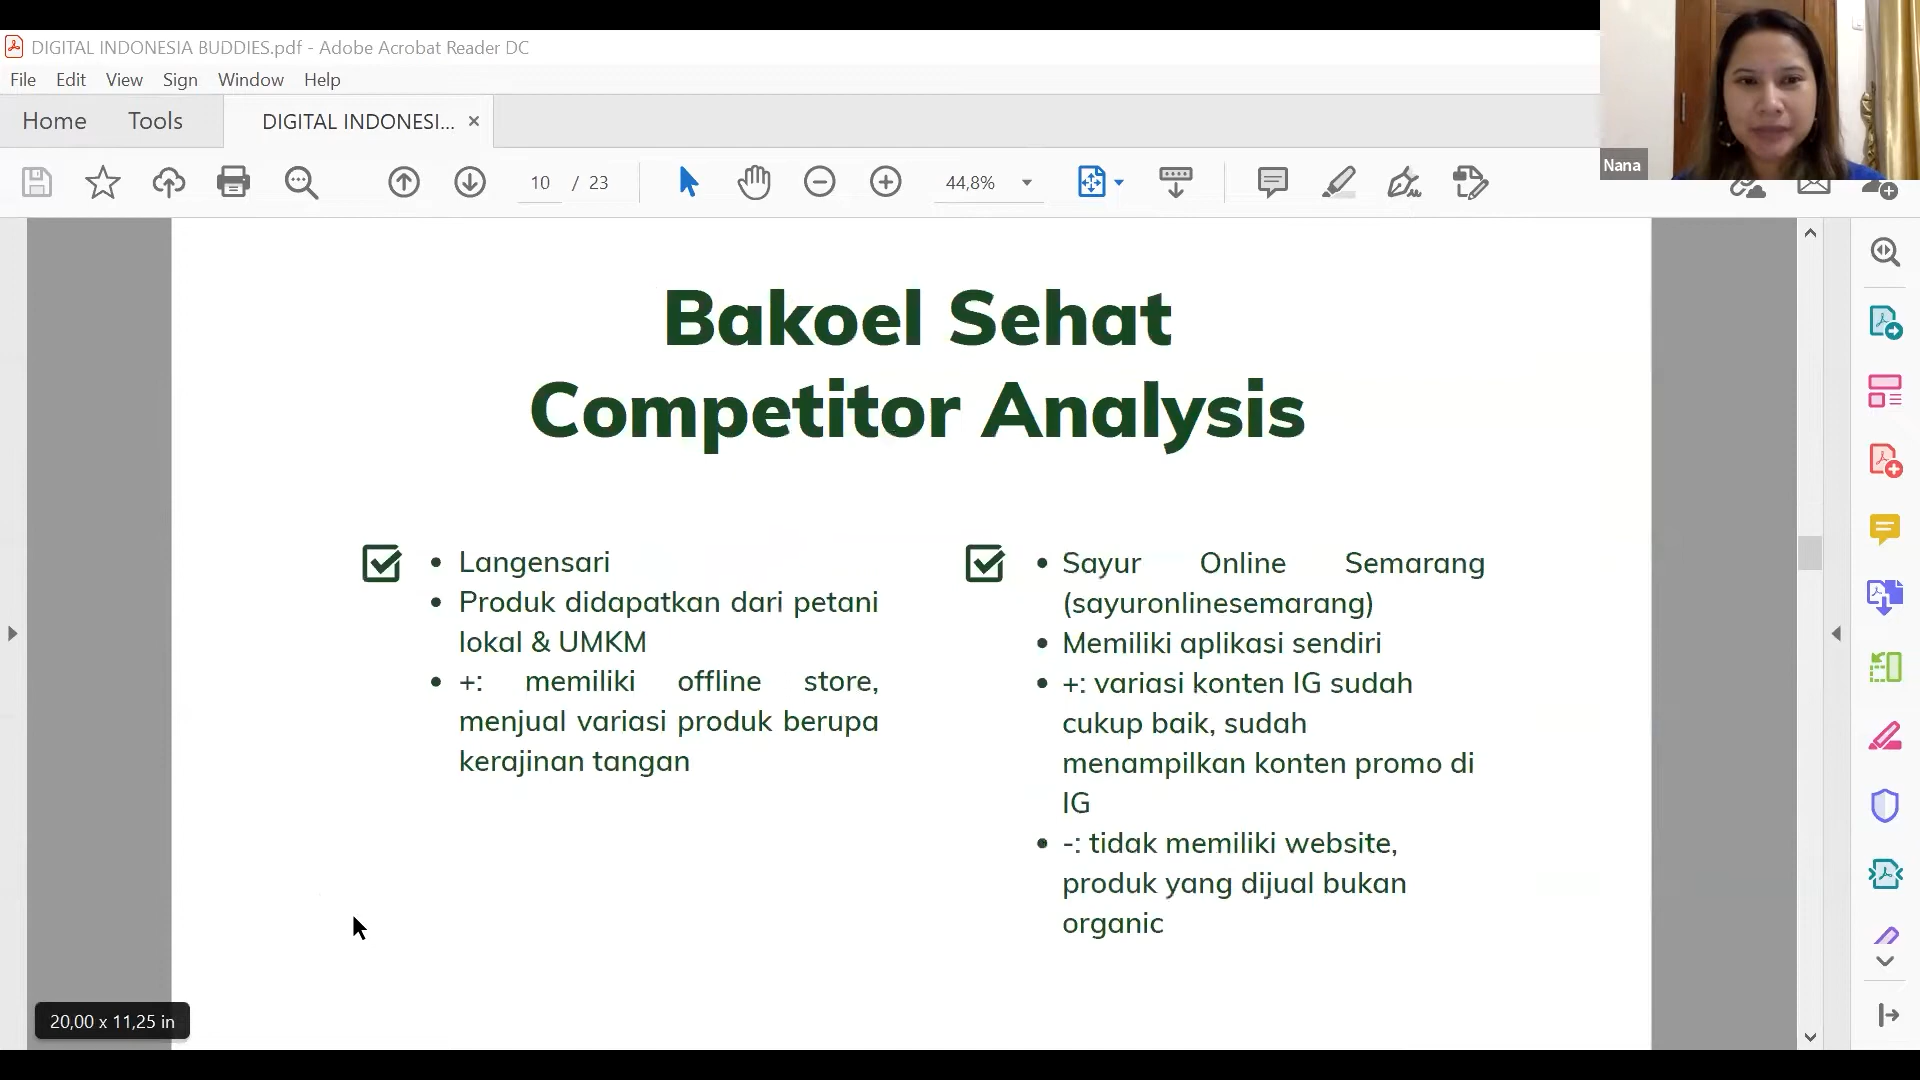 DIGITAL INDONESIA BUDDIES.pdf - Adobe Acrobat Reader DC
File Edit View Sign Window Help
Home Tools DIGITAL INDONESI... ×
10 / 23 44,8%
Nana
Bakoel Sehat
Competitor Analysis
• Langensari
• Produk didapatkan dari petani
lokal & UMKM
• +: memiliki offline store,
menjual variasi produk berupa
kerajinan tangan
• Sayur Online Semarang
(sayuronlinesemarang)
• Memiliki aplikasi sendiri
• +: variasi konten IG sudah
cukup baik, sudah
menampilkan konten promo di
IG
• -: tidak memiliki website,
produk yang dijual bukan
organic
20,00 x 11,25 in